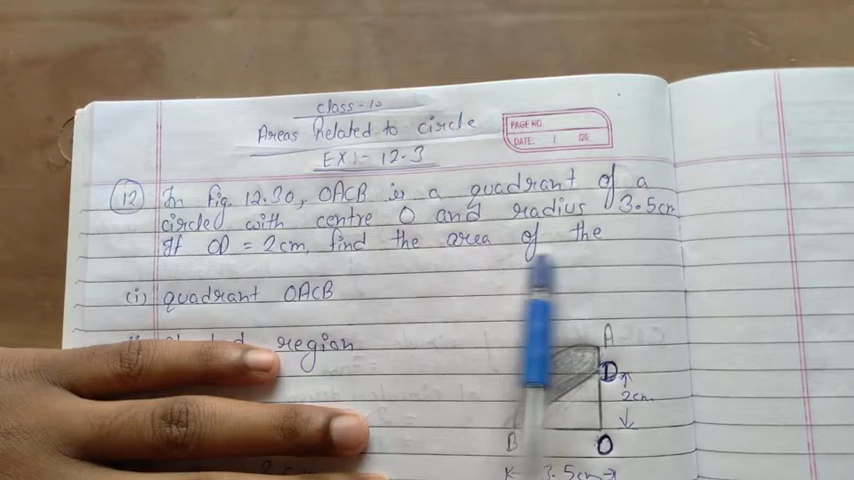 Class-10
Areas Related to circle
PAGE NO.
DATE: / /20
EX:- 12.3
12 In Fig. 12.30, OACB is a quadrant of a
circle with centre O and radius 3.5cm
If OD = 2cm, find the area of the
(i) quadrant OACB
region
A
D
2cm.
B
O
3.5cm